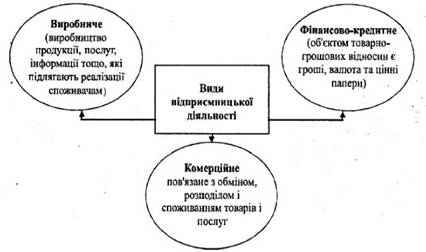 Виробниче
(виробництво
продукції, послуг,
інформації тощо, які
підлягають реалізації
споживачам)
Фінансово-кредитне
(об'єктом товарно-
грошових відносин є
гроші, валюта та цінні
папери)
Види
підприємницької
діяльності
Комерційне
пов'язане з обміном,
розподілом і
споживанням товарів і
послуг